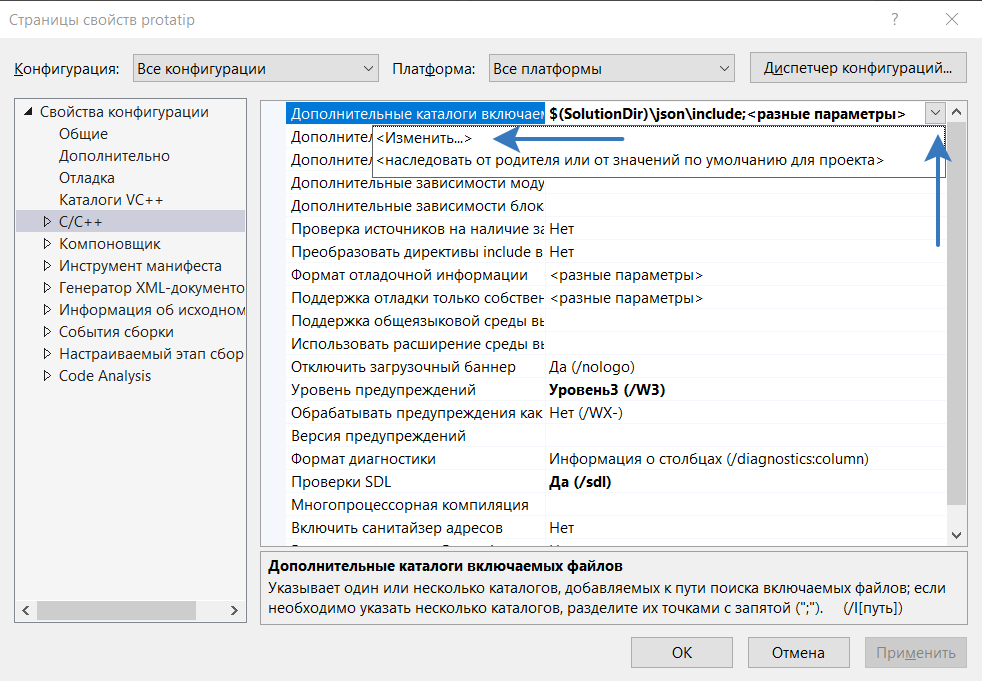 Страницы свойств protatip
?
Конфигурация: Все конфигурации Платформа: Все платформы Диспетчер конфигураций...
Свойства конфигурации
Общие
Дополнительно
Отладка
Каталоги VC++
C/C++
Компоновщик
Инструмент манифеста
Генератор XML-документо
Информация об исходном
События сборки
Настраиваемый этап сбор
Code Analysis
Дополнительные каталоги включаем $(SolutionDir)\json\include;<разные параметры>
Дополнител <Изменить...>
Дополнител <наследовать от родителя или от значений по умолчанию для проекта>
Дополнительные зависимости моду
Дополнительные зависимости блок
Проверка источников на наличие за Нет
Преобразовать директивы include в Нет
Формат отладочной информации <разные параметры>
Поддержка отладки только собствен <разные параметры>
Поддержка общеязыковой среды вы
Использовать расширение среды вы
Отключить загрузочный баннер Да (/nologo)
Уровень предупреждений Уровень3 (/W3)
Обрабатывать предупреждения как Нет (/WX-)
Версия предупреждений
Формат диагностики Информация о столбцах (/diagnostics:column)
Проверки SDL Да (/sdl)
Многопроцессорная компиляция
Включить санитайзер адресов Нет
Дополнительные каталоги включаемых файлов
Указывает один или несколько каталогов, добавляемых к пути поиска включаемых файлов; если
необходимо указать несколько каталогов, разделите их точками с запятой (";"). (/I[путь])
ОК Отмена Применить